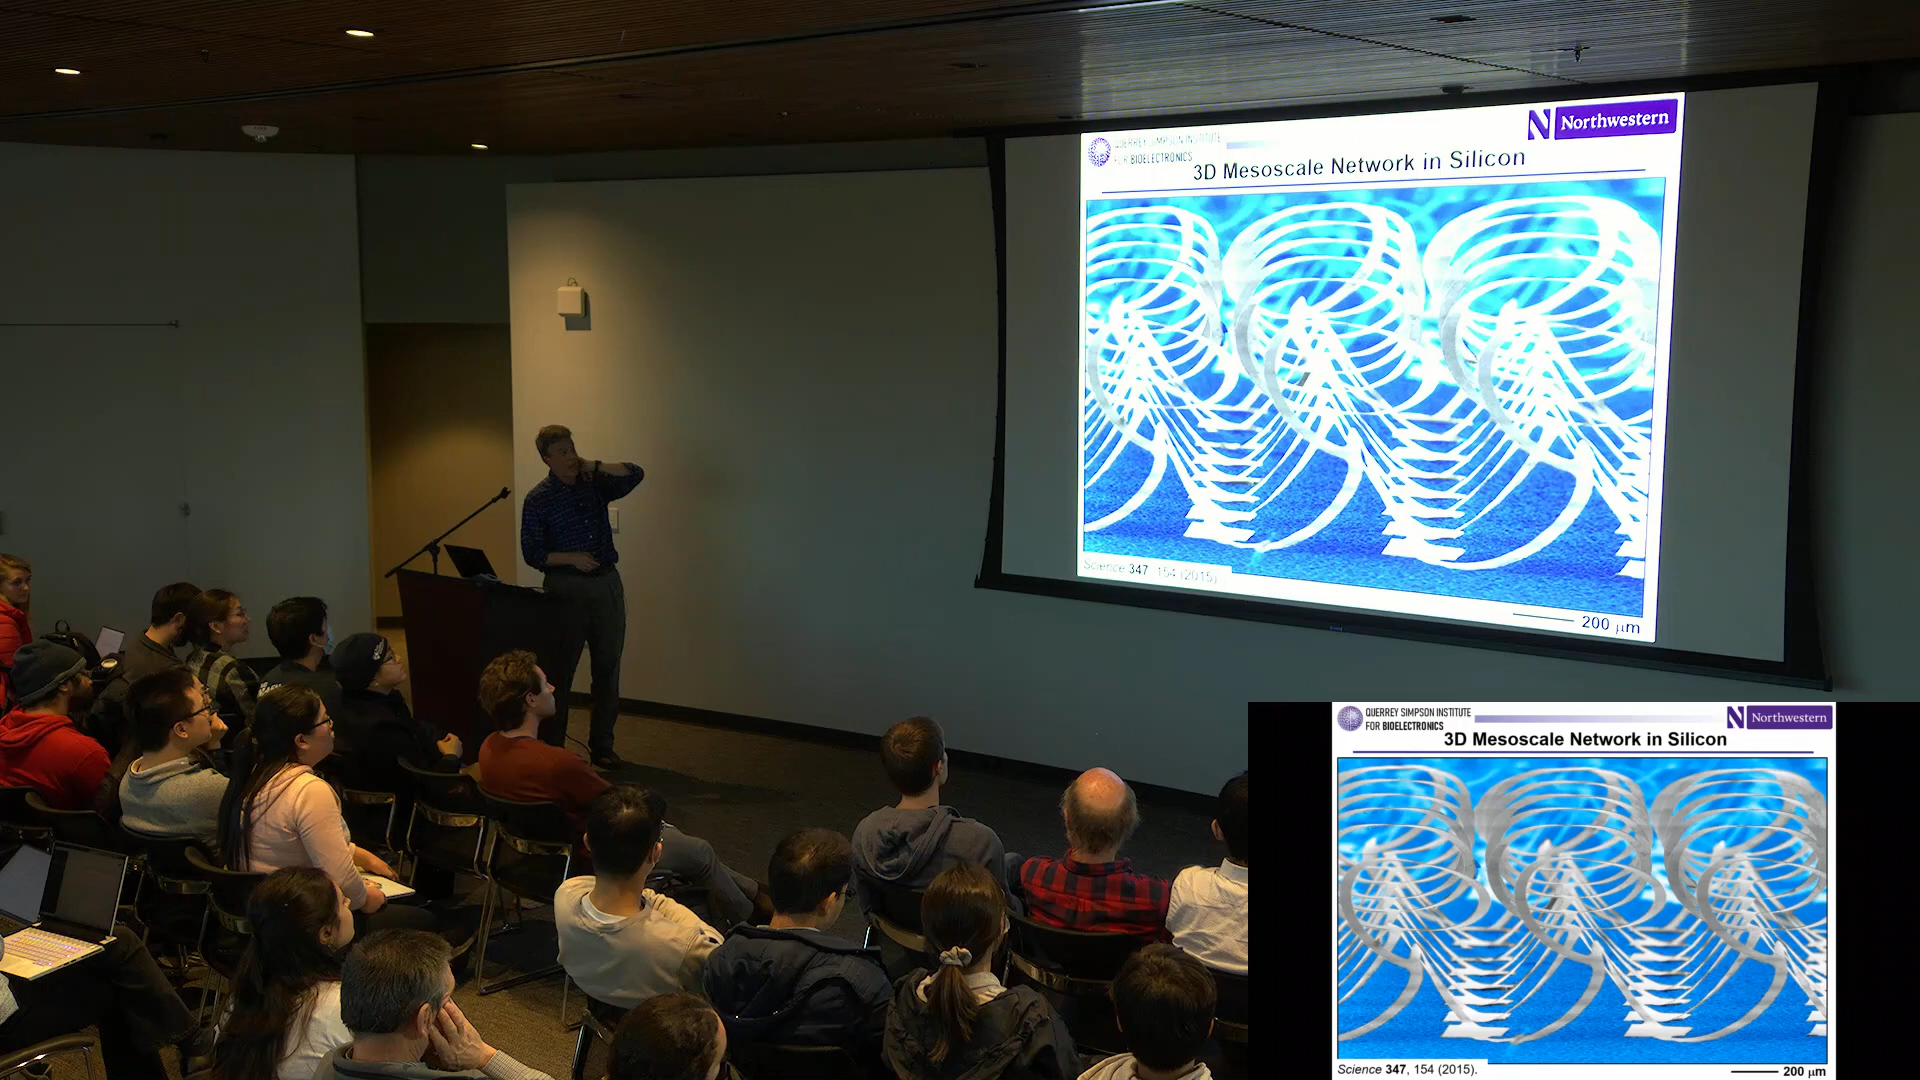 QUERREY SIMPSON INSTITUTE
FOR BIOELECTRONICS
N Northwestern
3D Mesoscale Network in Silicon
Science 347, 154 (2015).
200 μm
QUERREY SIMPSON INSTITUTE
FOR BIOELECTRONICS
N Northwestern
3D Mesoscale Network in Silicon
Science 347, 154 (2015).
200 μm